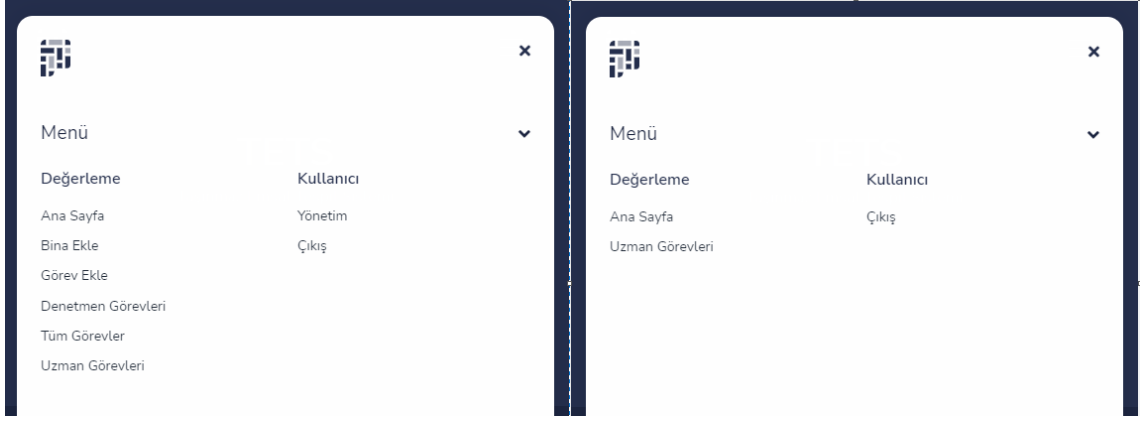 Menü
Değerleme Kullanıcı
Ana Sayfa Yönetim
Bina Ekle Çıkış
Görev Ekle
Denetmen Görevleri
Tüm Görevler
Uzman Görevleri
Menü
Değerleme Kullanıcı
Ana Sayfa Çıkış
Uzman Görevleri